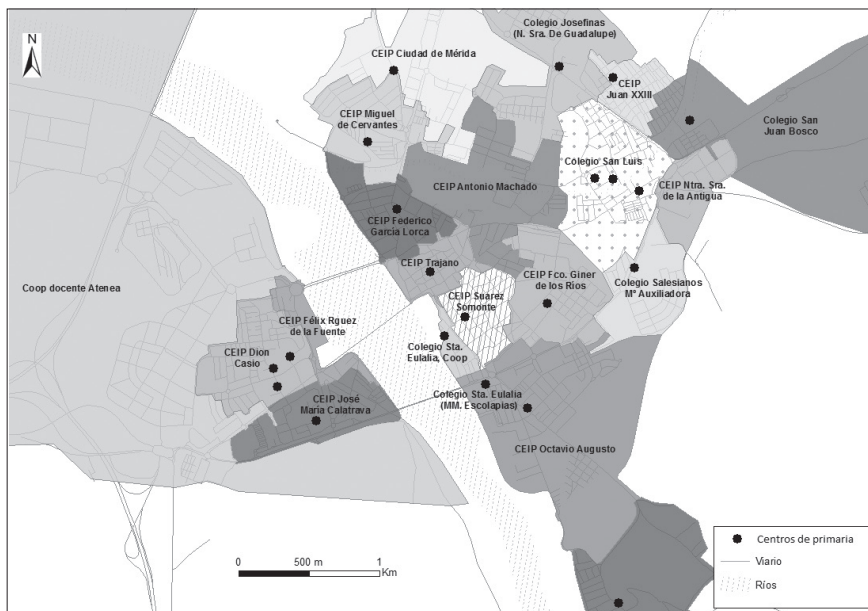 Colegio Josefinas
(N. Sra. De Guadalupe)
N
CEIP Ciudad de Mérida
CEIP
Juan XXIII
CEIP Miguel
de Cervantes
Colegio San
Juan Bosco
Colegio San Luis
CEIP Antonio Machado
CEIP Ntra. Sra.
de la Antigua
CEIP Federico
García Lorca
CEIP Trajano
CEIP Fco. Giner
de los Rios
Colegio Salesianos
Mª Auxiliadora
Coop docente Atenea
CEIP Suarez
Somonte
CEIP Félix Rguez
de la Fuente
CEIP Dion
Casio
Colegio Sta.
Eulalia, Coop
CEIP José
Maria Calatrava
Colegio Sta. Eulalia
(MM. Escolapias)
CEIP Octavio Augusto
0 500 m 1
Km
Centros de primaria
Viario
Ríos